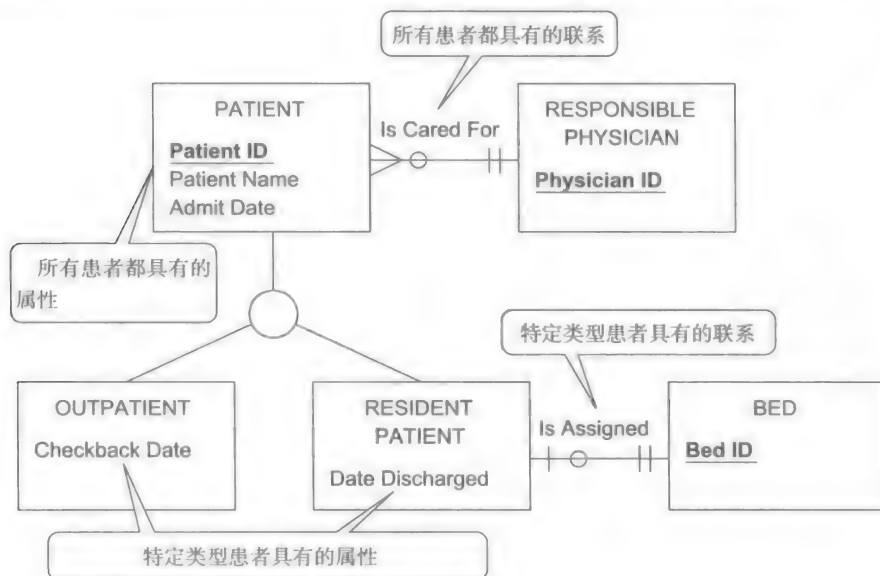 所有患者都具有的联系
PATIENT
Patient ID
Patient Name
Admit Date
Is Cared For
RESPONSIBLE
PHYSICIAN
Physician ID
所有患者都具有的
属性
特定类型患者具有的联系
OUTPATIENT
Checkback Date
RESIDENT
PATIENT
Date Discharged
Is Assigned
BED
Bed ID
特定类型患者具有的属性